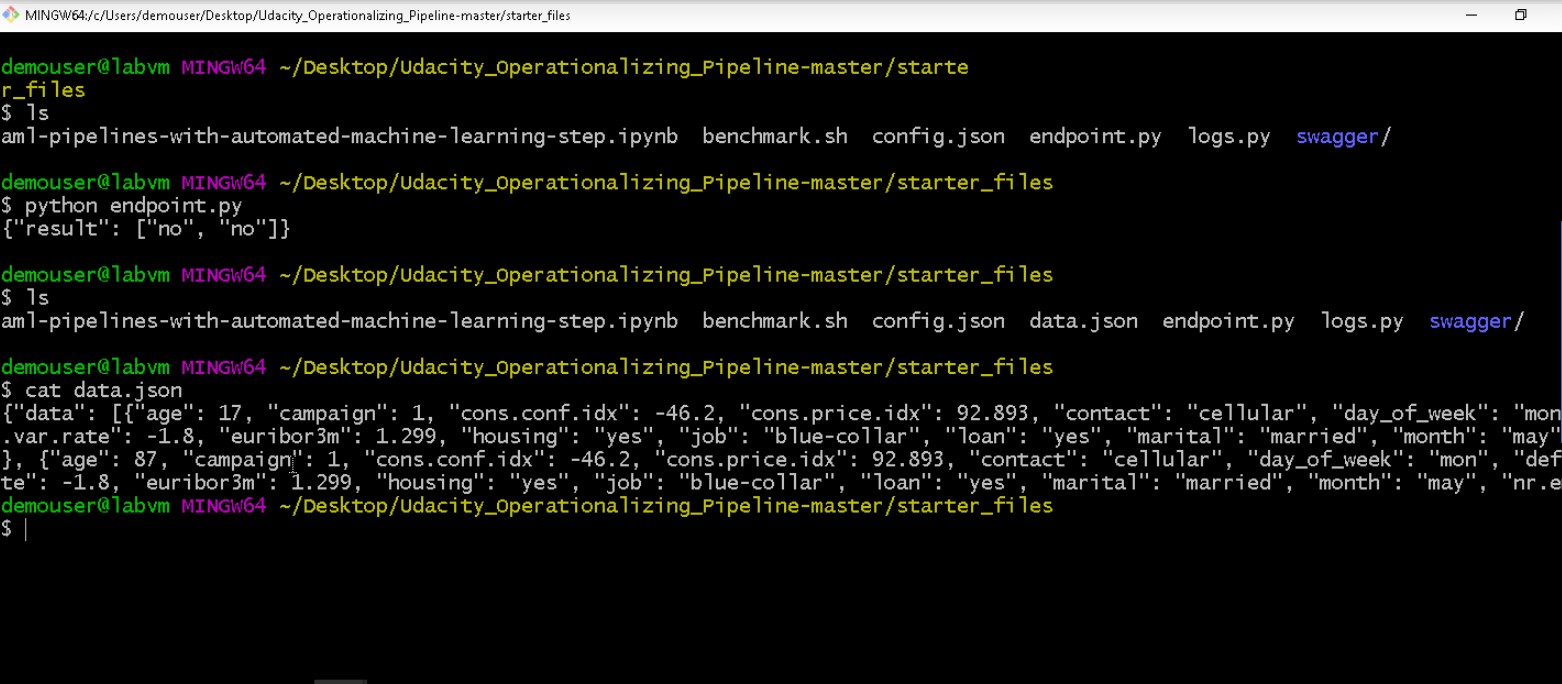 MINGW64:/c/Users/demouser/Desktop/Udacity_Operationalizing_Pipeline-master/starter_files
demouser@labvm MINGW64 ~/Desktop/Udacity_Operationalizing_Pipeline-master/starte
r_files
$ ls
aml-pipelines-with-automated-machine-learning-step.ipynb benchmark.sh config.json endpoint.py logs.py swagger/
demouser@labvm MINGW64 ~/Desktop/Udacity_Operationalizing_Pipeline-master/starter_files
$ python endpoint.py
{"result": ["no", "no"]}
demouser@labvm MINGW64 ~/Desktop/Udacity_Operationalizing_Pipeline-master/starter_files
$ ls
aml-pipelines-with-automated-machine-learning-step.ipynb benchmark.sh config.json data.json endpoint.py logs.py swagger/
demouser@labvm MINGW64 ~/Desktop/Udacity_Operationalizing_Pipeline-master/starter_files
$ cat data.json
{"data": [{"age": 17, "campaign": 1, "cons.conf.idx": -46.2, "cons.price.idx": 92.893, "contact": "cellular", "day_of_week": "mon
.var.rate": -1.8, "euribor3m": 1.299, "housing": "yes", "job": "blue-collar", "loan": "yes", "marital": "married", "month": "may"
}, {"age": 87, "campaign": 1, "cons.conf.idx": -46.2, "cons.price.idx": 92.893, "contact": "cellular", "day_of_week": "mon", "def
te": -1.8, "euribor3m": 1.299, "housing": "yes", "job": "blue-collar", "loan": "yes", "marital": "married", "month": "may", "nr.e
demouser@labvm MINGW64 ~/Desktop/Udacity_Operationalizing_Pipeline-master/starter_files
$